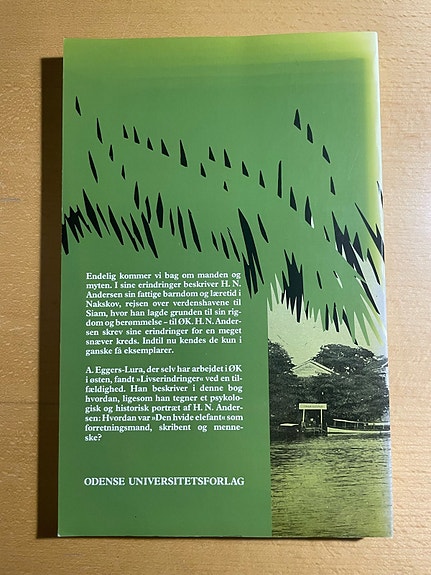 Endelig kommer vi bag om manden og
myten. I sine erindringer beskriver H. N.
Andersen sin fattige barndom og læretid i
Nakskov, rejsen over verdenshavene til
Siam, hvor han lagde grunden til sin rig-
dom og berømmelse – til ØK. H. N. Ander-
sen skrev sine erindringer for en meget
snæver kreds. Indtil nu kendes de kun i
ganske få eksemplarer.
A. Eggers-Lura, der selv har arbejdet i ØK
i østen, fandt »Livserindringer« ved en til-
fældighed. Han beskriver i denne bog
hvordan, ligesom han tegner et psykolo-
gisk og historisk portræt af H. N. Ander-
sen: Hvordan var »Den hvide elefant« som
forretningsmand, skribent og menne-
ske?
ODENSE UNIVERSITETSFORLAG